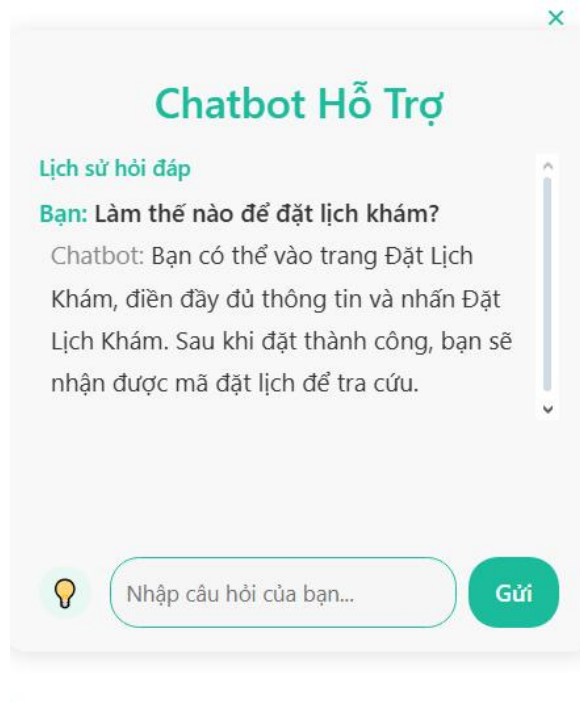 ×
Chatbot Hỗ Trợ
Lịch sử hỏi đáp
Bạn: Làm thế nào để đặt lịch khám?
Chatbot: Bạn có thể vào trang Đặt Lịch
Khám, điền đầy đủ thông tin và nhấn Đặt
Lịch Khám. Sau khi đặt thành công, bạn sẽ
nhận được mã đặt lịch để tra cứu.
Nhập câu hỏi của bạn...
Gửi